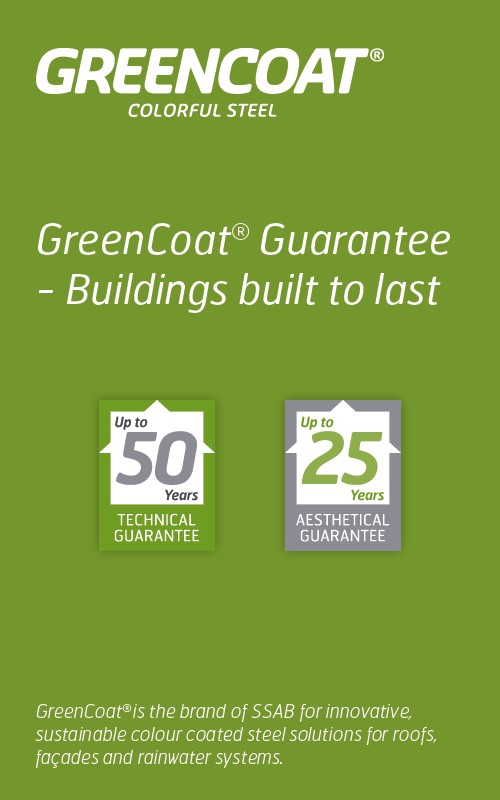 GREENCOAT®
COLORFUL STEEL
GreenCoat® Guarantee
– Buildings built to last
Up to
50
Years
TECHNICAL
GUARANTEE
Up to
25
Years
AESTHETICAL
GUARANTEE
GreenCoat® is the brand of SSAB for innovative,
sustainable colour coated steel solutions for roofs,
façades and rainwater systems.